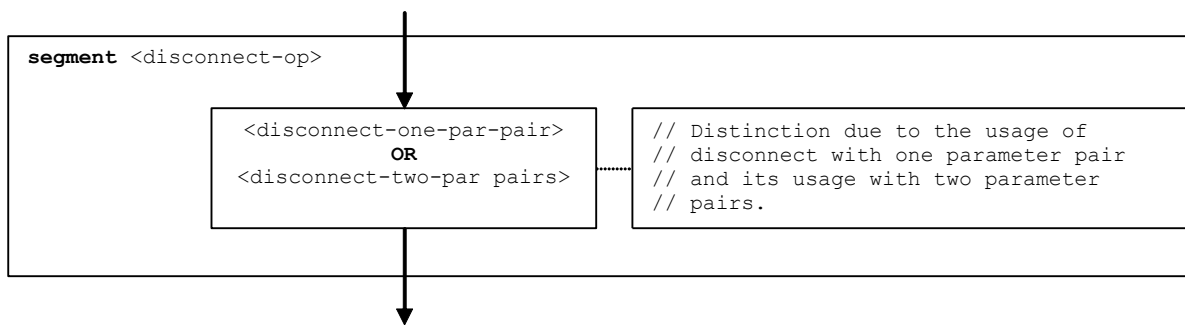 segment <disconnect-op>
<disconnect-one-par-pair>
OR
<disconnect-two-par pairs>
// Distinction due to the usage of
// disconnect with one parameter pair
// and its usage with two parameter
// pairs.